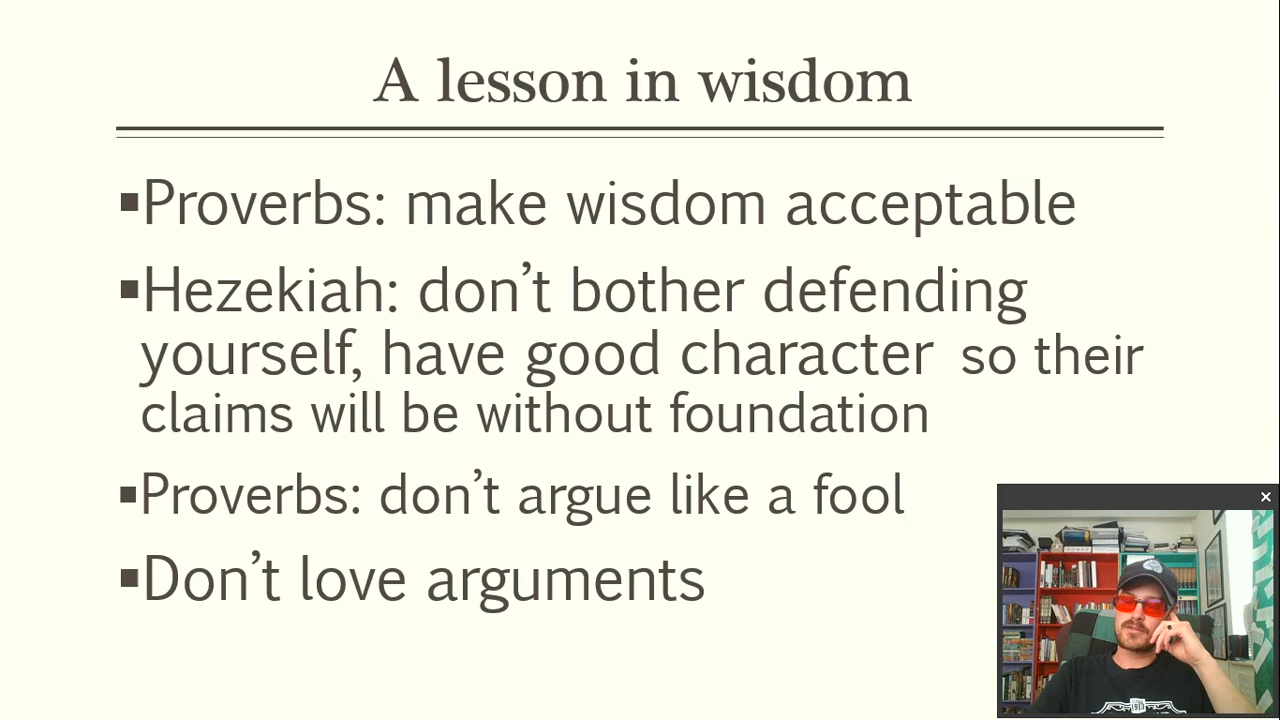 A lesson in wisdom
▪Proverbs: make wisdom acceptable
▪Hezekiah: don’t bother defending
yourself, have good character so their
claims will be without foundation
▪Proverbs: don’t argue like a fool
▪Don’t love arguments